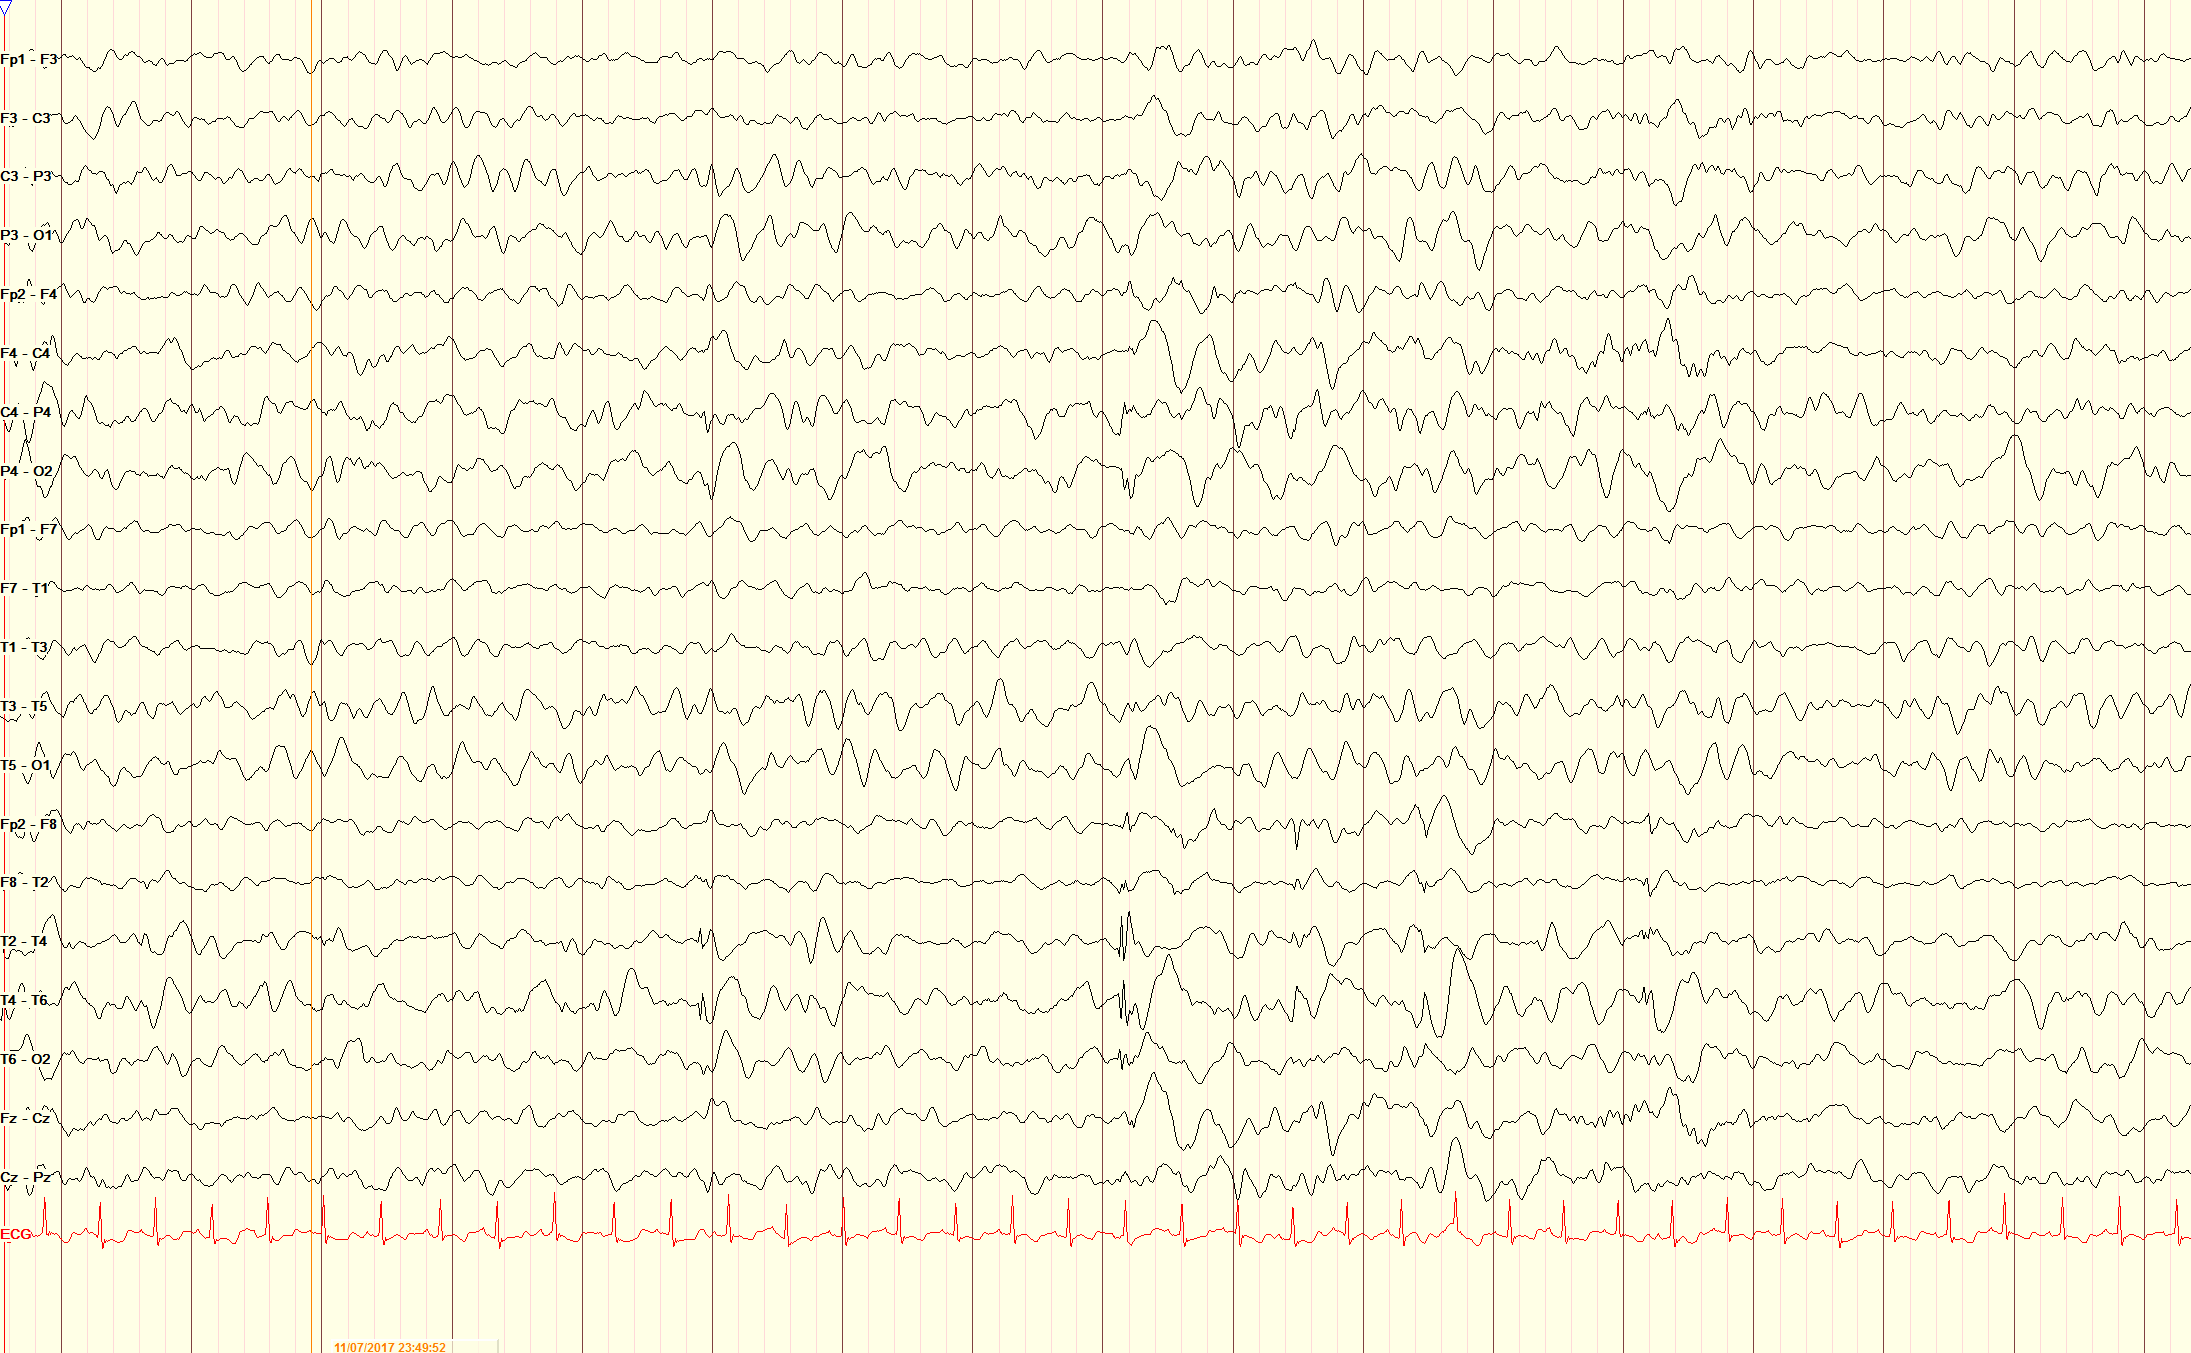 Fp1 - F3
F3 - C3
C3 - P3
P3 - O1
Fp2 - F4
F4 - C4
C4 - P4
P4 - O2
Fp1 - F7
F7 - T1
T1 - T3
T3 - T5
T5 - O1
Fp2 - F8
F8 - T2
T2 - T4
T4 - T6
T6 - O2
Fz - Cz
Cz - Pz
ECG
11/07/2017 23:49:52